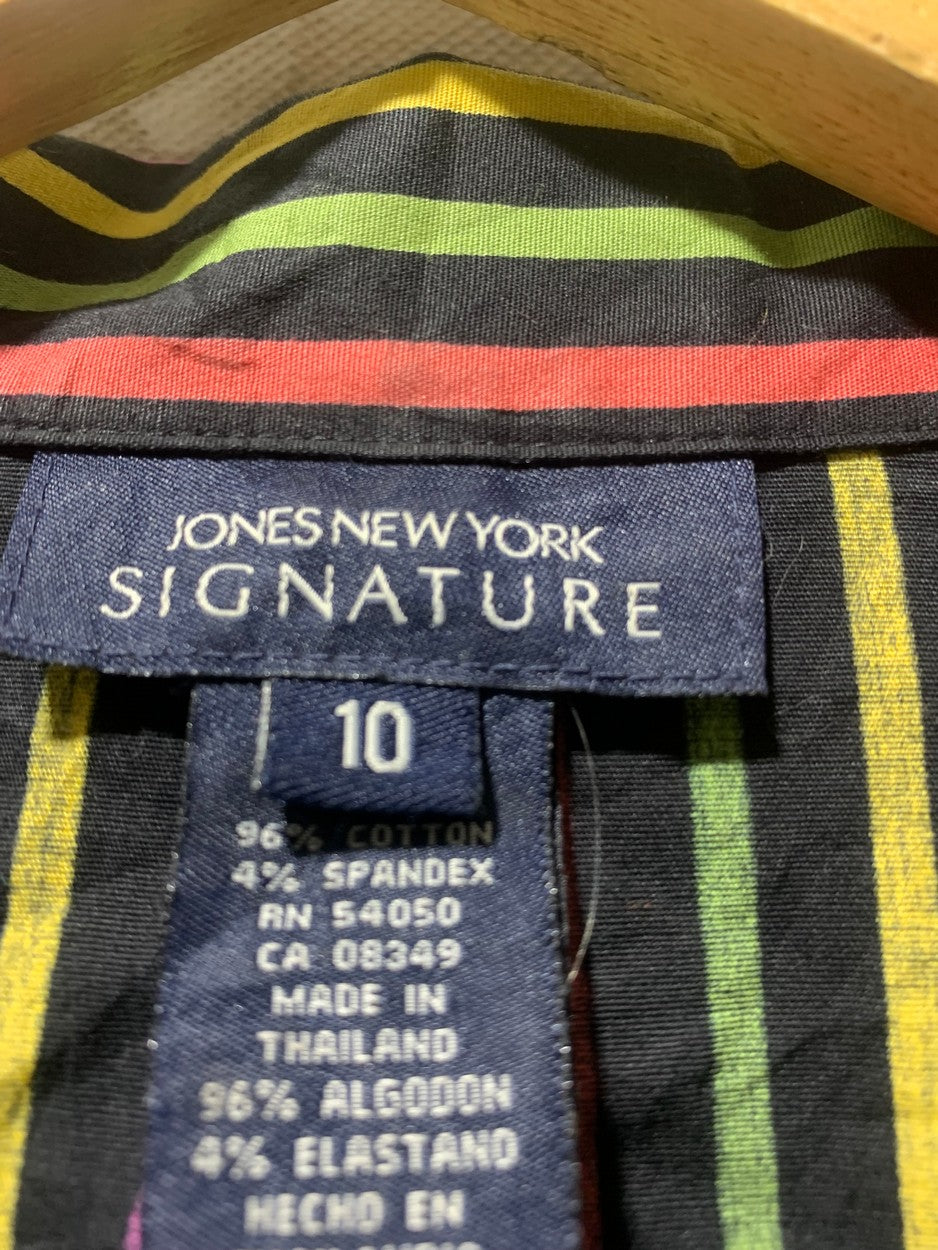 JONES NEW YORK
SIGNATURE
10
96% COTTON
4% SPANDEX
RN 54050
CA 08349
MADE IN
THAILAND
96% ALGODON
4% ELASTANO
HECHO EN